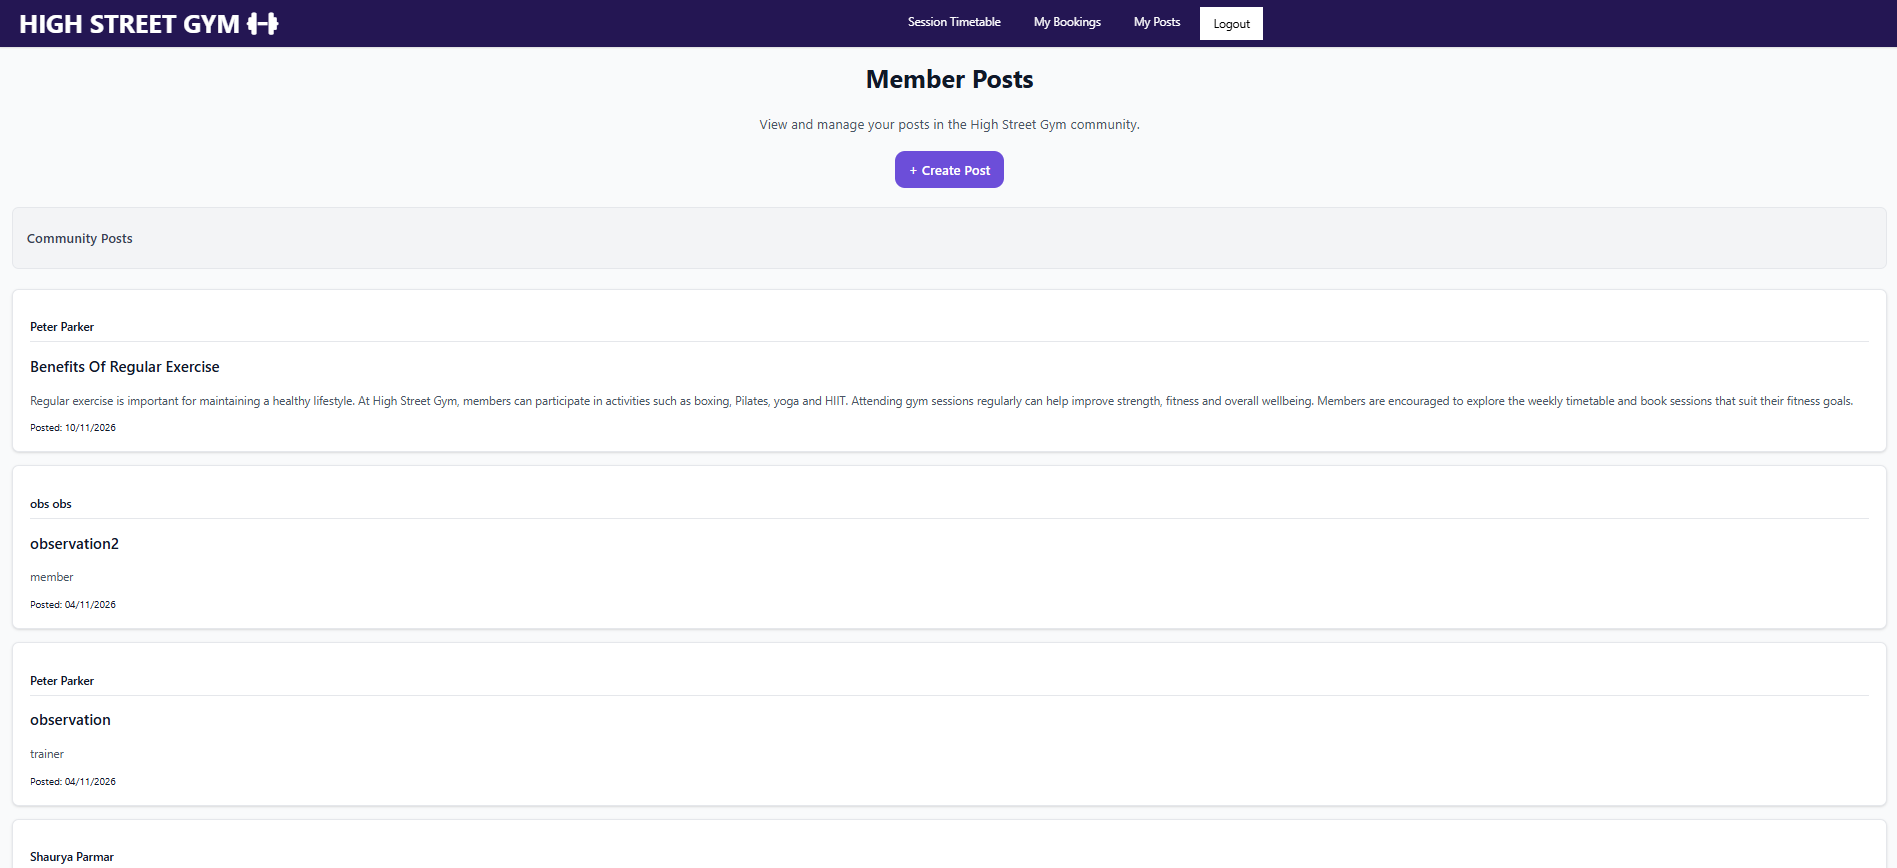 HIGH STREET GYM
Session Timetable
My Bookings
My Posts
Logout
Member Posts
View and manage your posts in the High Street Gym community.
+ Create Post
Community Posts
Peter Parker
Benefits Of Regular Exercise
Regular exercise is important for maintaining a healthy lifestyle. At High Street Gym, members can participate in activities such as boxing, Pilates, yoga and HIIT. Attending gym sessions regularly can help improve strength, fitness and overall wellbeing. Members are encouraged to explore the weekly timetable and book sessions that suit their fitness goals.
Posted: 10/11/2026
obs obs
observation2
member
Posted: 04/11/2026
Peter Parker
observation
trainer
Posted: 04/11/2026
Shaurya Parmar